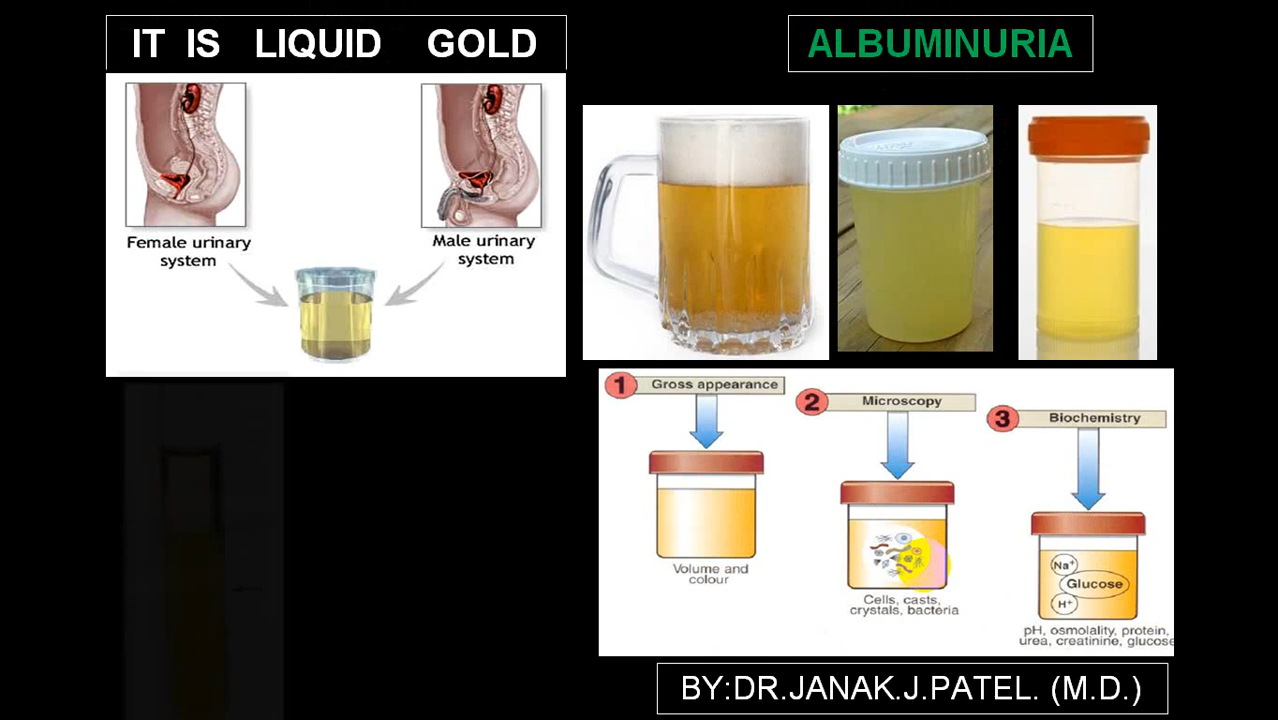 IT IS LIQUID GOLD
ALBUMINURIA
Female urinary
system
Male urinary
system
1 Gross appearance
2 Microscopy
3 Biochemistry
Volume and
colour
Cells, casts,
crystals, bacteria
Na⁺
Glucose
H⁺
pH, osmolality, protein,
urea, creatinine, glucose
BY:DR.JANAK.J.PATEL. (M.D.)